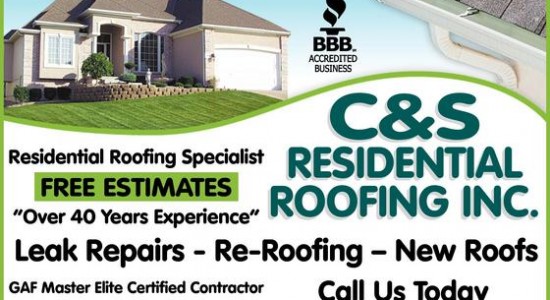 BBB™
ACCREDITED
BUSINESS
C&S
RESIDENTIAL
ROOFING INC.
Residential Roofing Specialist
FREE ESTIMATES
"Over 40 Years Experience"
Leak Repairs - Re-Roofing – New Roofs
GAF Master Elite Certified Contractor
Call Us Today